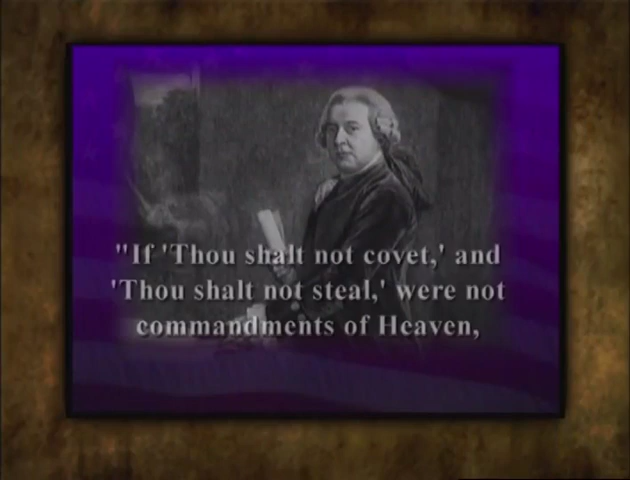 "If 'Thou shalt not covet,' and
'Thou shalt not steal,' were not
commandments of Heaven,